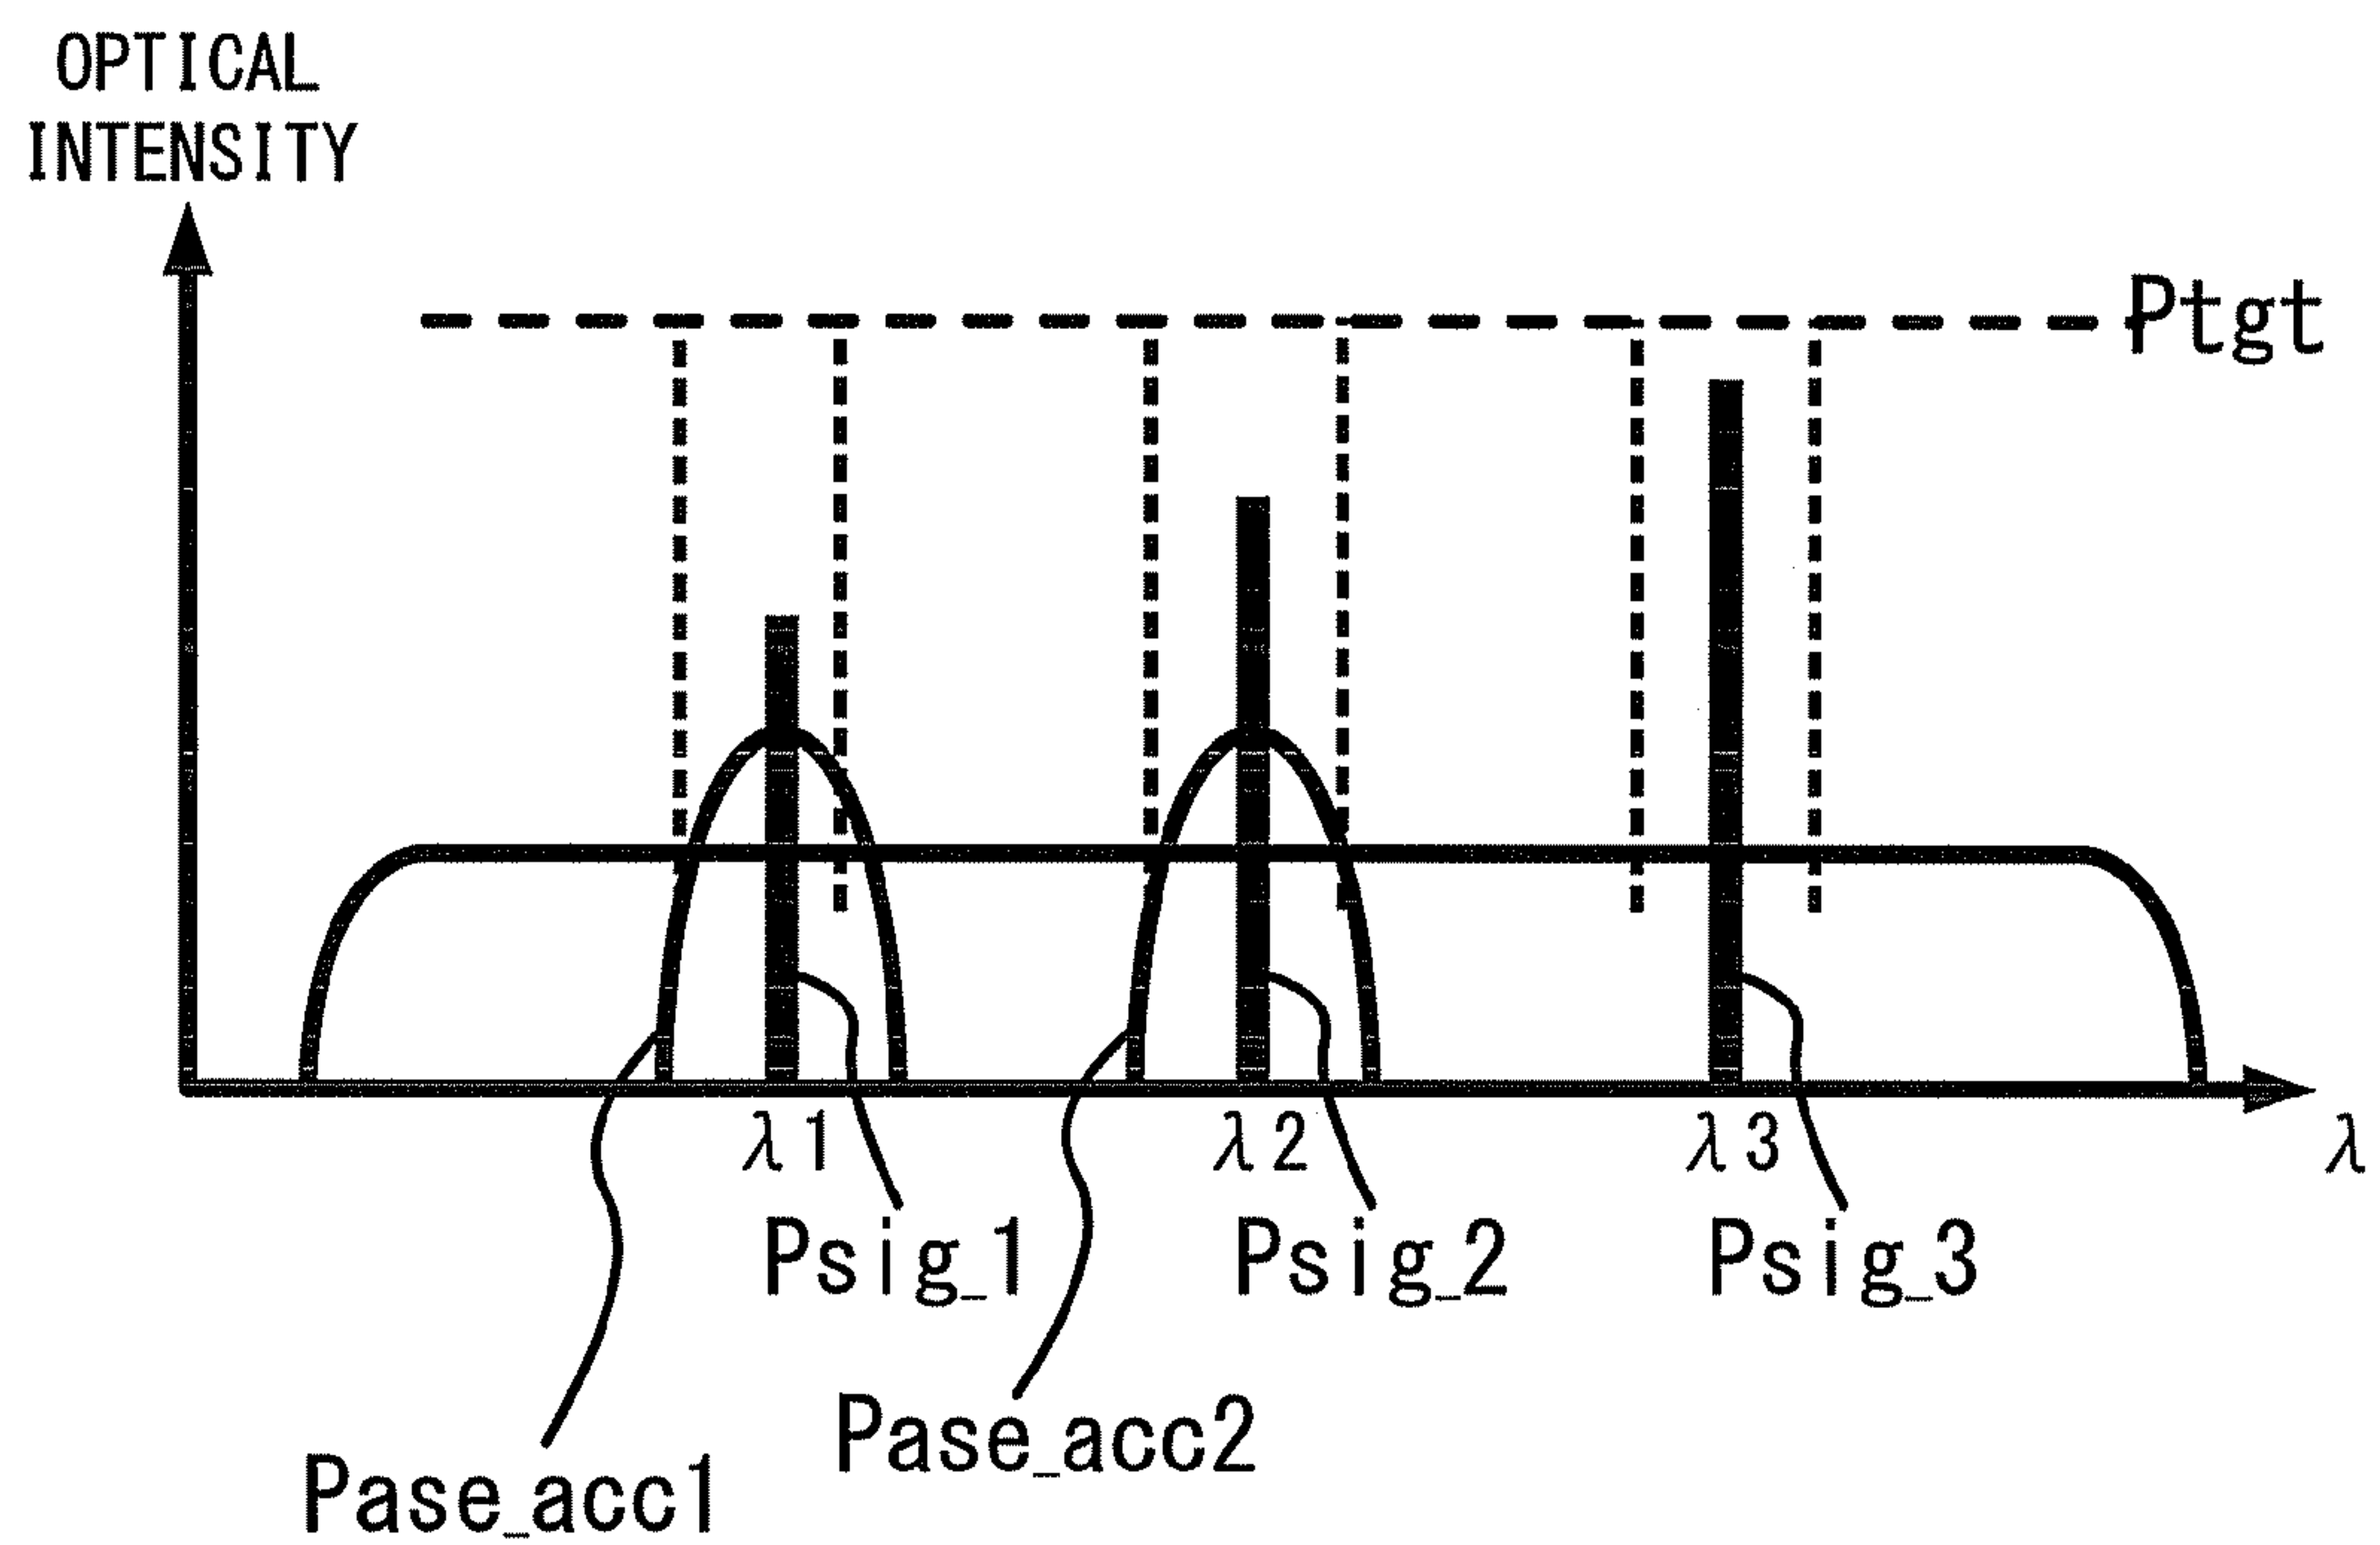 OPTICAL
INTENSITY
Ptgt
λ1
λ2
λ3
λ
Psig_1
Psig_2
Psig_3
Pase_acc1
Pase_acc2